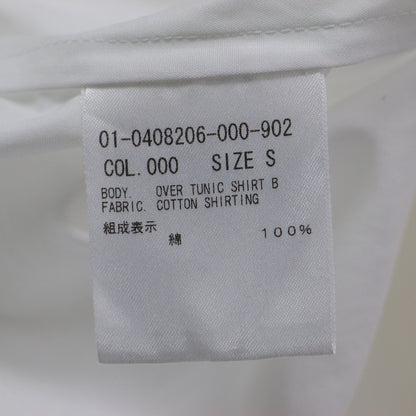 01-0408206-000-902
COL. 000 SIZE S
BODY. OVER TUNIC SHIRT B
FABRIC. COTTON SHIRTING
組成表示
綿 100%